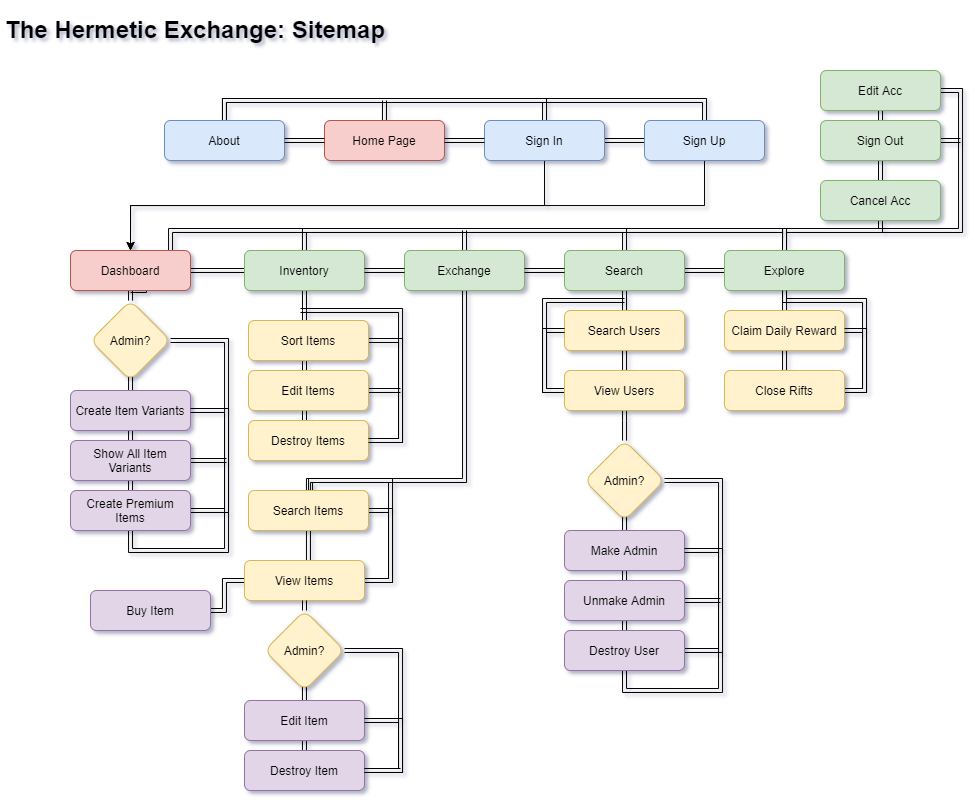 The Hermetic Exchange: Sitemap
Edit Acc
About
Home Page
Sign In
Sign Up
Sign Out
Cancel Acc
Dashboard
Inventory
Exchange
Search
Explore
Admin?
Create Item Variants
Show All Item
Variants
Create Premium
Items
Sort Items
Edit Items
Destroy Items
Search Items
View Items
Buy Item
Admin?
Edit Item
Destroy Item
Search Users
View Users
Admin?
Make Admin
Unmake Admin
Destroy User
Claim Daily Reward
Close Rifts